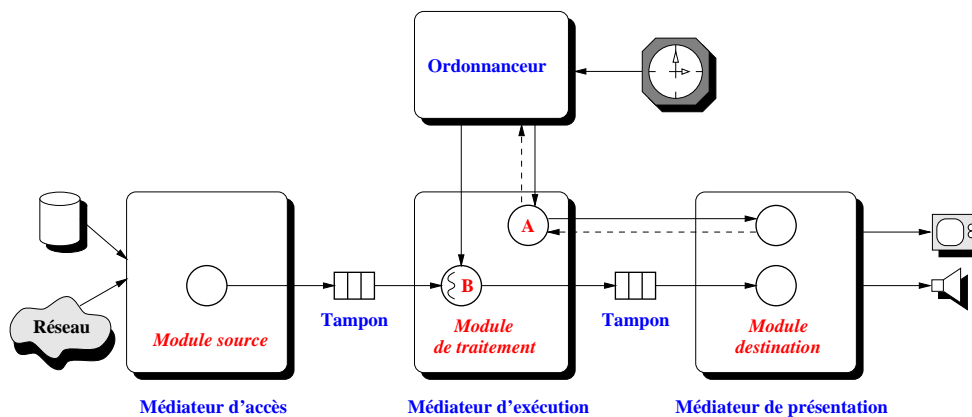 Ordonnanceur
A
B
Réseau
Tampon
Tampon
Module source
Module
de traitement
Module
destination
Médiateur d'accès
Médiateur d'exécution
Médiateur de présentation